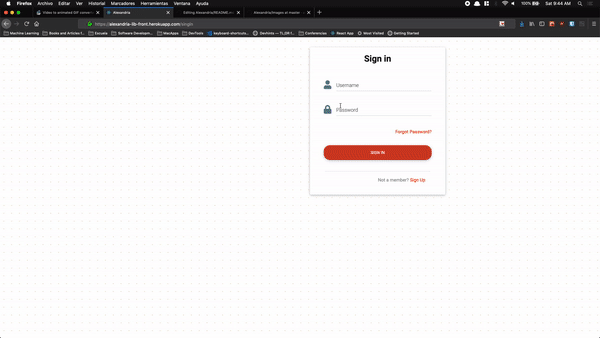 Firefox Archivo Editar Ver Historial Marcadores Herramientas Ventana Ayuda 100% Sat 9:44 AM
Video to animated GIF conver Alexandria Editing Alexandria/README.m Alexandria/Images at master
https://alexandria-lib-front.herokuapp.com/signin
Machine Learning Books and Articles Escuela Software Developm... MacApps DevTools keyboard-shortcuts... DevHints — TL;DR f... Conferencias React App Most Visited Getting Started
Sign in
Username
Password
Forgot Password?
SIGN IN
Not a member? Sign Up